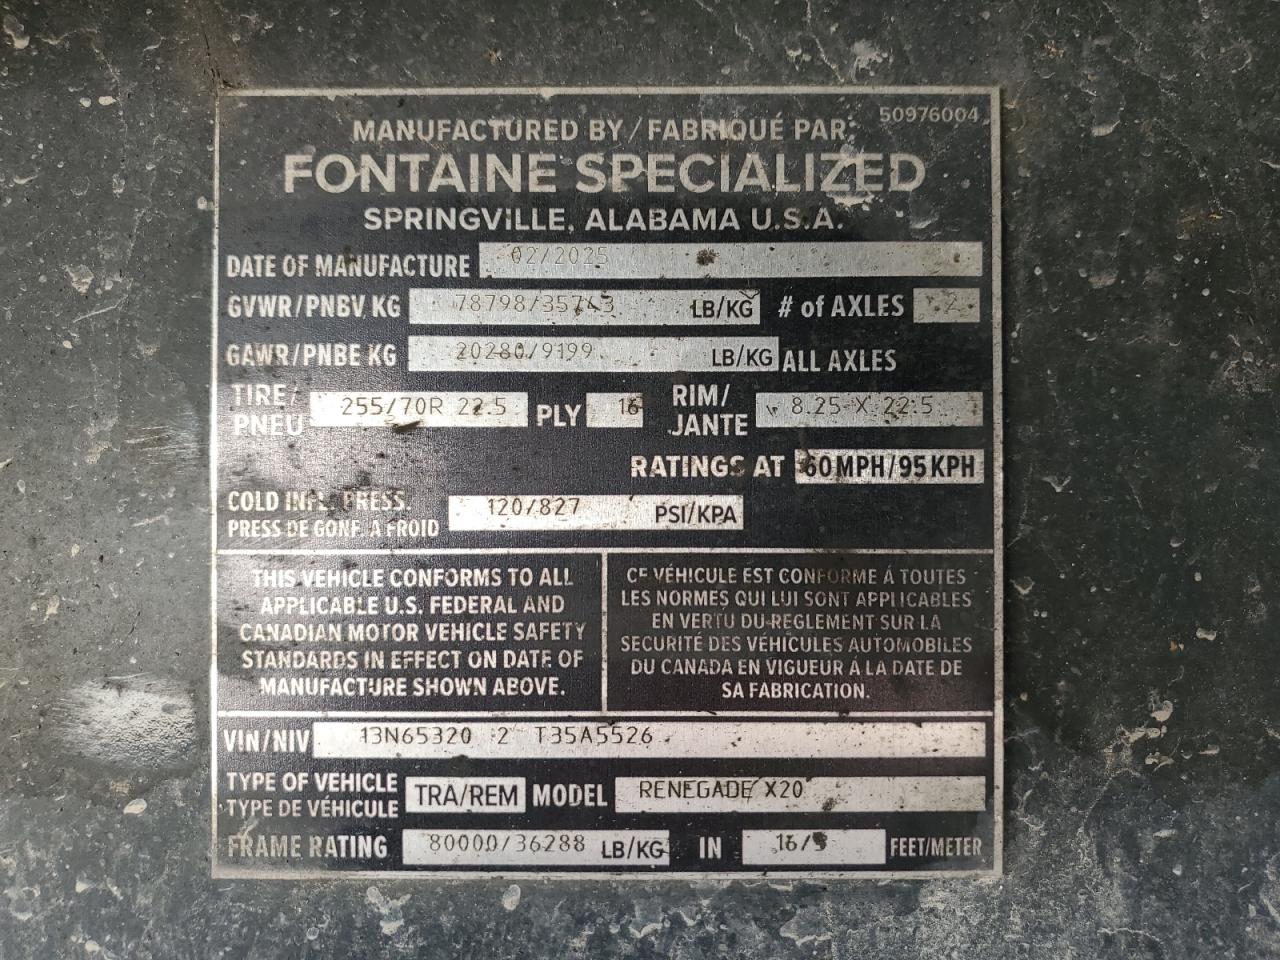 50976004
MANUFACTURED BY / FABRIQUÉ PAR:
FONTAINE SPECIALIZED
SPRINGVILLE, ALABAMA U.S.A.
DATE OF MANUFACTURE 02/2025
GVWR/PNBV KG 78798/35743 LB/KG # of AXLES 2
GAWR/PNBE KG 20280/9199 LB/KG ALL AXLES
TIRE/ PNEU 255/70R 22.5 PLY 16 RIM/ JANTE 8.25 X 22.5
RATINGS AT 60 MPH/95 KPH
COLD INFL. PRESS.
PRESS DE GONF. A FROID 120/827 PSI/KPA
THIS VEHICLE CONFORMS TO ALL
APPLICABLE U.S. FEDERAL AND
CANADIAN MOTOR VEHICLE SAFETY
STANDARDS IN EFFECT ON DATE OF
MANUFACTURE SHOWN ABOVE.
CE VÉHICULE EST CONFORME Á TOUTES
LES NORMES QUI LUI SONT APPLICABLES
EN VERTU DU REGLEMENT SUR LA
SECURITÉ DES VÉHICULES AUTOMOBILES
DU CANADA EN VIGUEUR Á LA DATE DE
SA FABRICATION.
VIN/NIV 13N65320 2 T35A5526
TYPE OF VEHICLE
TYPE DE VÉHICULE TRA/REM MODEL RENEGADE X20
FRAME RATING 80000/36288 LB/KG IN 16/5 FEET/METER